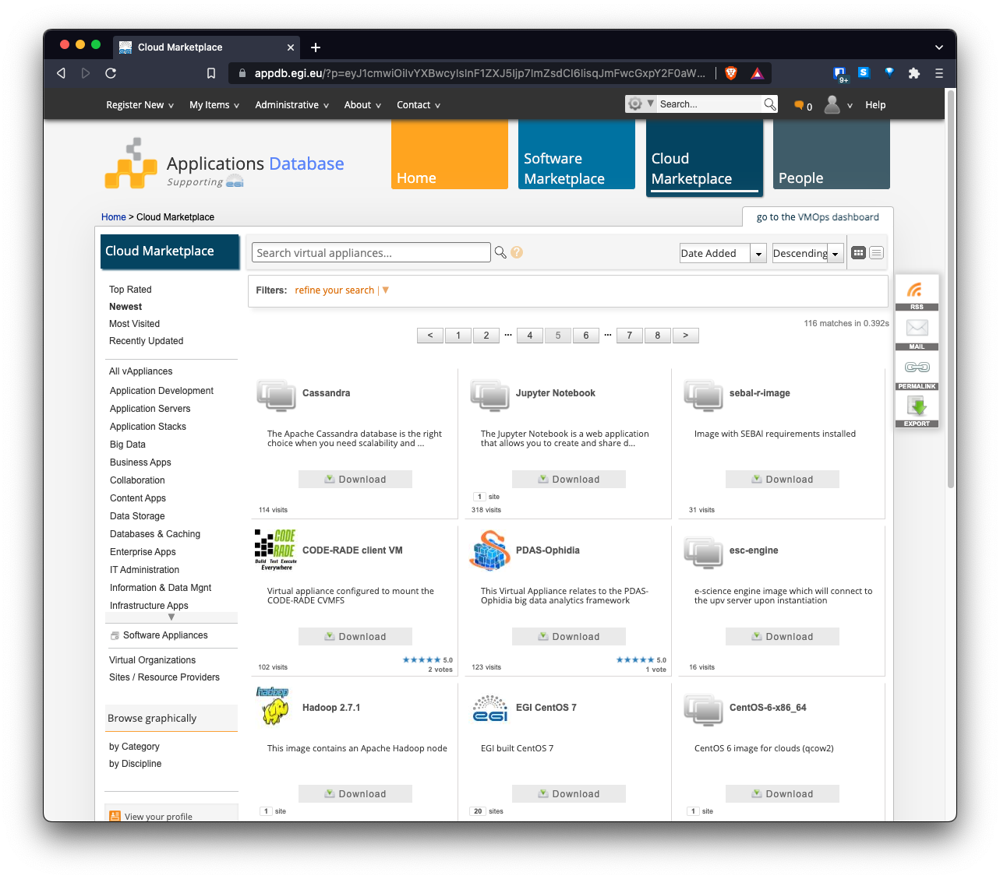 Cloud Marketplace
appdb.egi.eu/?p=eyJ1cmwiOiIvYXBwcyIsInF1ZXJ5Ijp7ImZsdCI6IisqJmFwcGxpY2F0aW...
9+
S
Register New
My Items
Administrative
About
Contact
Search...
0
Help
Applications Database
Supporting
Home
Software
Marketplace
Cloud
Marketplace
People
Home > Cloud Marketplace
go to the VMOps dashboard
Cloud Marketplace
Search virtual appliances...
?
Date Added
Descending
Top Rated
Newest
Most Visited
Recently Updated
All vAppliances
Application Development
Application Servers
Application Stacks
Big Data
Business Apps
Collaboration
Content Apps
Data Storage
Databases & Caching
Enterprise Apps
IT Administration
Information & Data Mgnt
Infrastructure Apps
Software Appliances
Virtual Organizations
Sites / Resource Providers
Browse graphically
by Category
by Discipline
View your profile
Filters: refine your search
116 matches in 0.392s
< 1 2 ... 4 5 6 ... 7 8 >
RSS
MAIL
PERMALINK
EXPORT
Cassandra
The Apache Cassandra database is the right
choice when you need scalability and ...
Download
114 visits
Jupyter Notebook
The Jupyter Notebook is a web application
that allows you to create and share d...
Download
1 site
318 visits
sebal-r-image
Image with SEBAl requirements installed
Download
31 visits
CODE
RADE
Build Test Execute
Everywhere
CODE-RADE client VM
Virtual appliance configured to mount the
CODE-RADE CVMFS
Download
5.0
2 votes
102 visits
PDAS-Ophidia
This Virtual Appliance relates to the PDAS-
Ophidia big data analytics framework
Download
5.0
1 vote
123 visits
esc-engine
e-science engine image which will connect to
the upv server upon instantiation
Download
16 visits
hadoop
Hadoop 2.7.1
This image contains an Apache Hadoop node
Download
1 site
eGI
EGI CentOS 7
EGI built CentOS 7
Download
20 sites
CentOS-6-x86_64
CentOS 6 image for clouds (qcow2)
Download
1 site